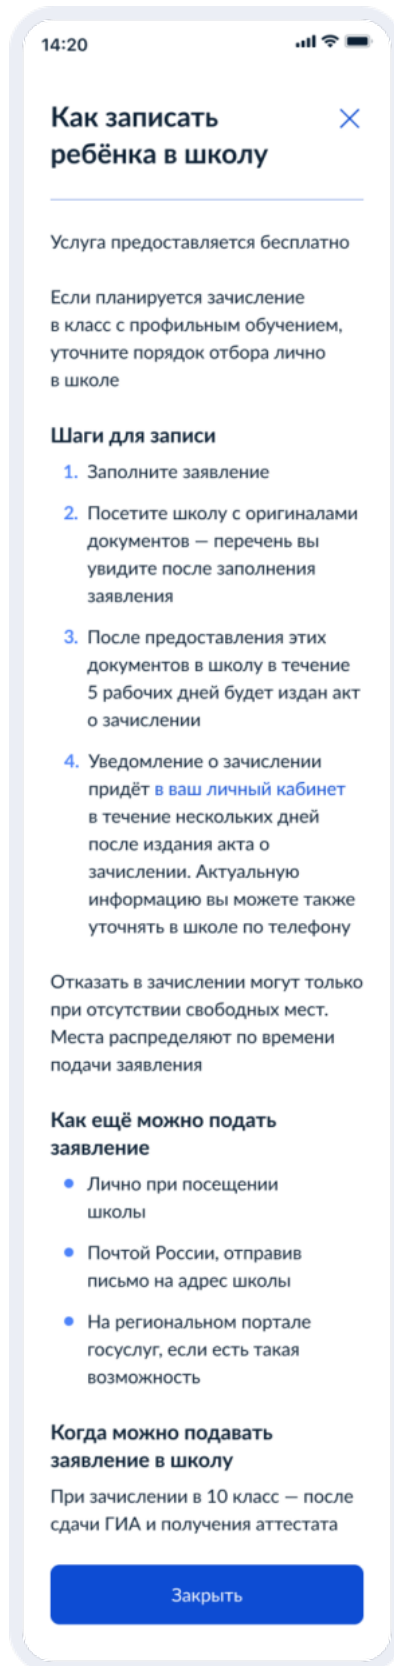 14:20
Как записать
ребёнка в школу
Услуга предоставляется бесплатно
Если планируется зачисление
в класс с профильным обучением,
уточните порядок отбора лично
в школе
Шаги для записи
1. Заполните заявление
2. Посетите школу с оригиналами
документов — перечень вы
увидите после заполнения
заявления
3. После предоставления этих
документов в школу в течение
5 рабочих дней будет издан акт
о зачислении
4. Уведомление о зачислении
придёт в ваш личный кабинет
в течение нескольких дней
после издания акта о
зачислении. Актуальную
информацию вы можете также
уточнять в школе по телефону
Отказать в зачислении могут только
при отсутствии свободных мест.
Места распределяют по времени
подачи заявления
Как ещё можно подать
заявление
• Лично при посещении
школы
• Почтой России, отправив
письмо на адрес школы
• На региональном портале
госуслуг, если есть такая
возможность
Когда можно подавать
заявление в школу
При зачислении в 10 класс — после
сдачи ГИА и получения аттестата
Закрыть